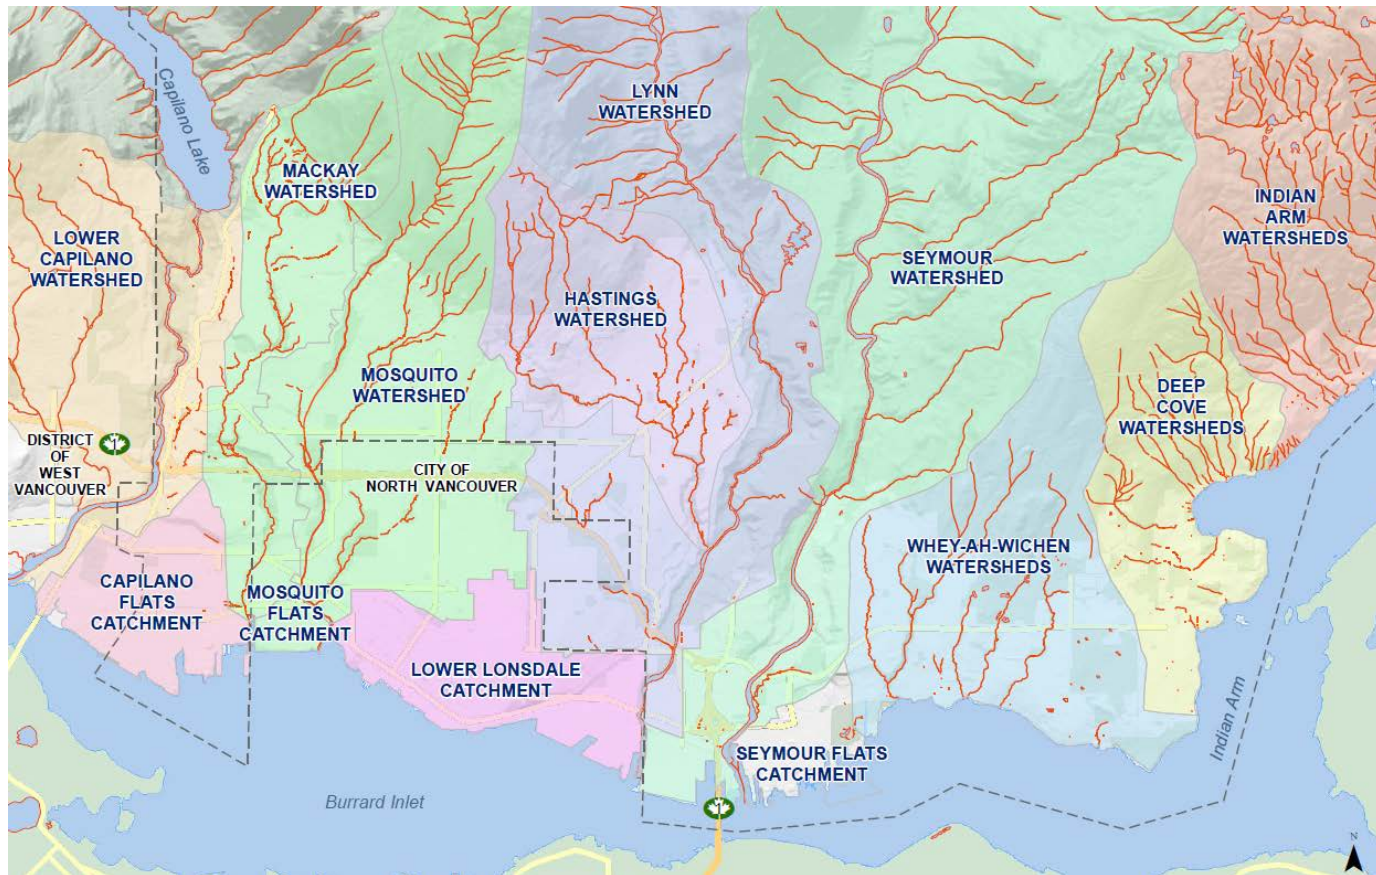 Capilano Lake
LYNN
WATERSHED
MACKAY
WATERSHED
INDIAN
ARM
WATERSHEDS
LOWER
CAPILANO
WATERSHED
SEYMOUR
WATERSHED
HASTINGS
WATERSHED
MOSQUITO
WATERSHED
DEEP
COVE
WATERSHEDS
DISTRICT
OF
WEST
VANCOUVER
1
CITY OF
NORTH VANCOUVER
WHEY-AH-WICHEN
WATERSHEDS
CAPILANO
FLATS
CATCHMENT
MOSQUITO
FLATS
CATCHMENT
LOWER LONSDALE
CATCHMENT
SEYMOUR FLATS
CATCHMENT
Indian Arm
Burrard Inlet
1
N